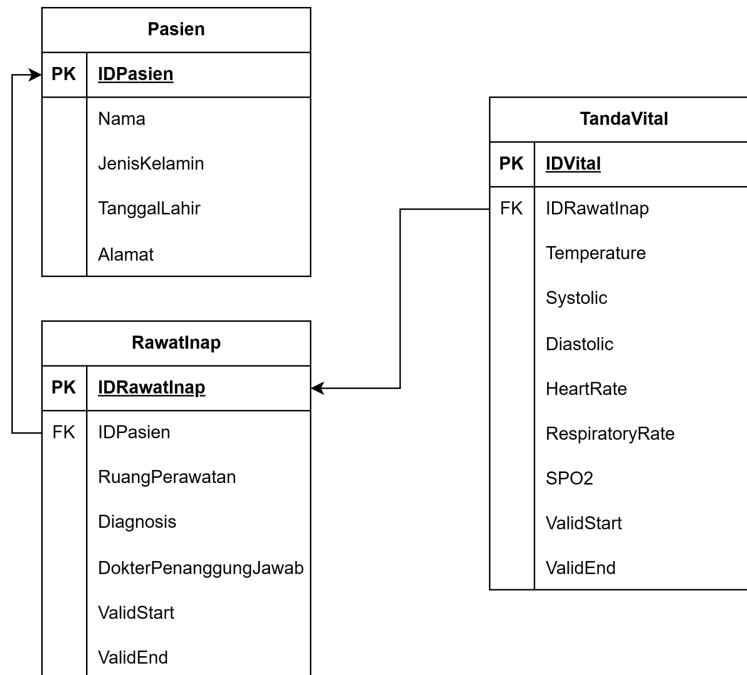 Pasien
PK IDPasien
Nama
JenisKelamin
TanggalLahir
Alamat
RawatInap
PK IDRawatInap
FK IDPasien
RuangPerawatan
Diagnosis
DokterPenanggungJawab
ValidStart
ValidEnd
TandaVital
PK IDVital
FK IDRawatInap
Temperature
Systolic
Diastolic
HeartRate
RespiratoryRate
SPO2
ValidStart
ValidEnd